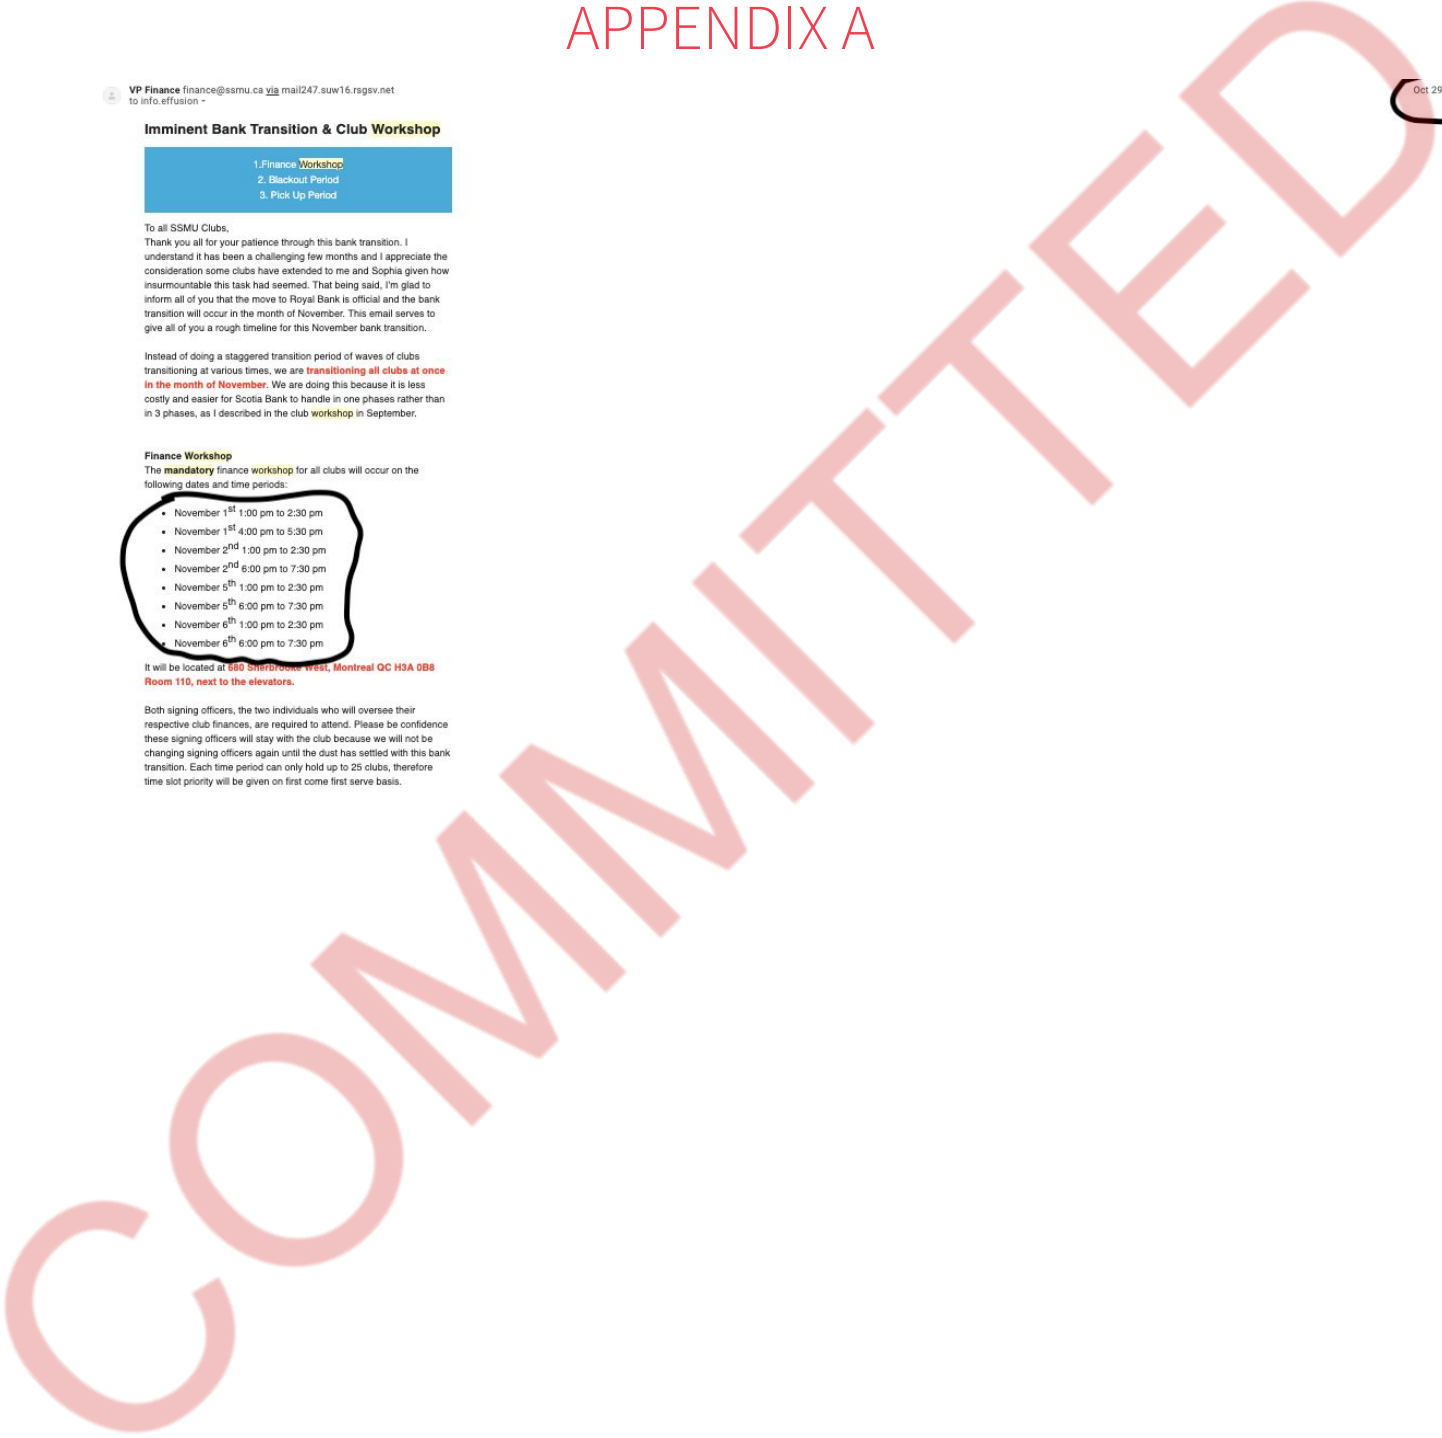 APPENDIX A
VP Finance finance@ssmu.ca via mail247.suw16.rsgsv.net
to info.effusion
Oct 29
Imminent Bank Transition & Club Workshop
1.Finance Workshop
2. Blackout Period
3. Pick Up Period
To all SSMU Clubs,
Thank you all for your patience through this bank transition. I
understand it has been a challenging few months and I appreciate the
consideration some clubs have extended to me and Sophia given how
insurmountable this task had seemed. That being said, I'm glad to
inform all of you that the move to Royal Bank is official and the bank
transition will occur in the month of November. This email serves to
give all of you a rough timeline for this November bank transition.
Instead of doing a staggered transition period of waves of clubs
transitioning at various times, we are transitioning all clubs at once
in the month of November. We are doing this because it is less
costly and easier for Scotia Bank to handle in one phases rather than
in 3 phases, as I described in the club workshop in September.
Finance Workshop
The mandatory finance workshop for all clubs will occur on the
following dates and time periods:
• November 1st 1:00 pm to 2:30 pm
• November 1st 4:00 pm to 5:30 pm
• November 2nd 1:00 pm to 2:30 pm
• November 2nd 6:00 pm to 7:30 pm
• November 5th 1:00 pm to 2:30 pm
• November 5th 6:00 pm to 7:30 pm
• November 6th 1:00 pm to 2:30 pm
• November 6th 6:00 pm to 7:30 pm
It will be located at 680 Sherbrooke West, Montreal QC H3A 0B8
Room 110, next to the elevators.
Both signing officers, the two individuals who will oversee their
respective club finances, are required to attend. Please be confidence
these signing officers will stay with the club because we will not be
changing signing officers again until the dust has settled with this bank
transition. Each time period can only hold up to 25 clubs, therefore
time slot priority will be given on first come first serve basis.
COMMITTED